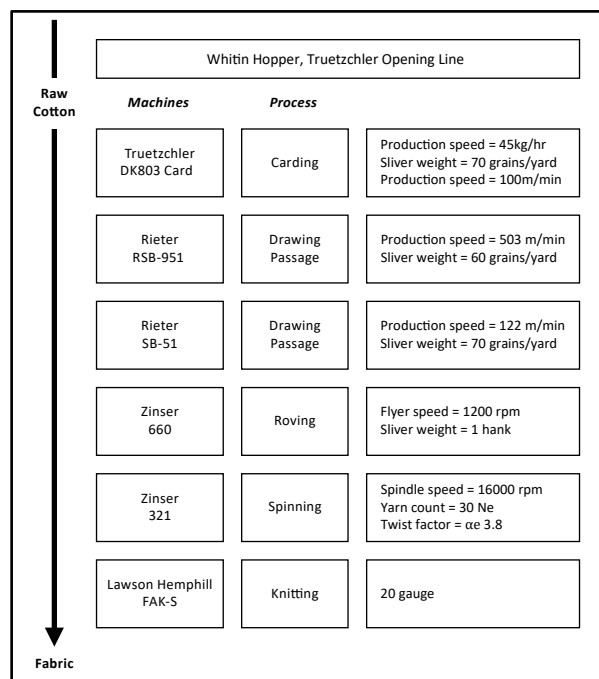 Whitin Hopper, Truetzchler Opening Line
Raw
Cotton
Machines
Process
Truetzchler
DK803 Card
Carding
Production speed = 45kg/hr
Sliver weight = 70 grains/yard
Production speed = 100m/min
Rieter
RSB-951
Drawing
Passage
Production speed = 503 m/min
Sliver weight = 60 grains/yard
Rieter
SB-51
Drawing
Passage
Production speed = 122 m/min
Sliver weight = 70 grains/yard
Zinser
660
Roving
Flyer speed = 1200 rpm
Sliver weight = 1 hank
Zinser
321
Spinning
Spindle speed = 16000 rpm
Yarn count = 30 Ne
Twist factor = αe 3.8
Lawson Hemphill
FAK-S
Knitting
20 gauge
Fabric